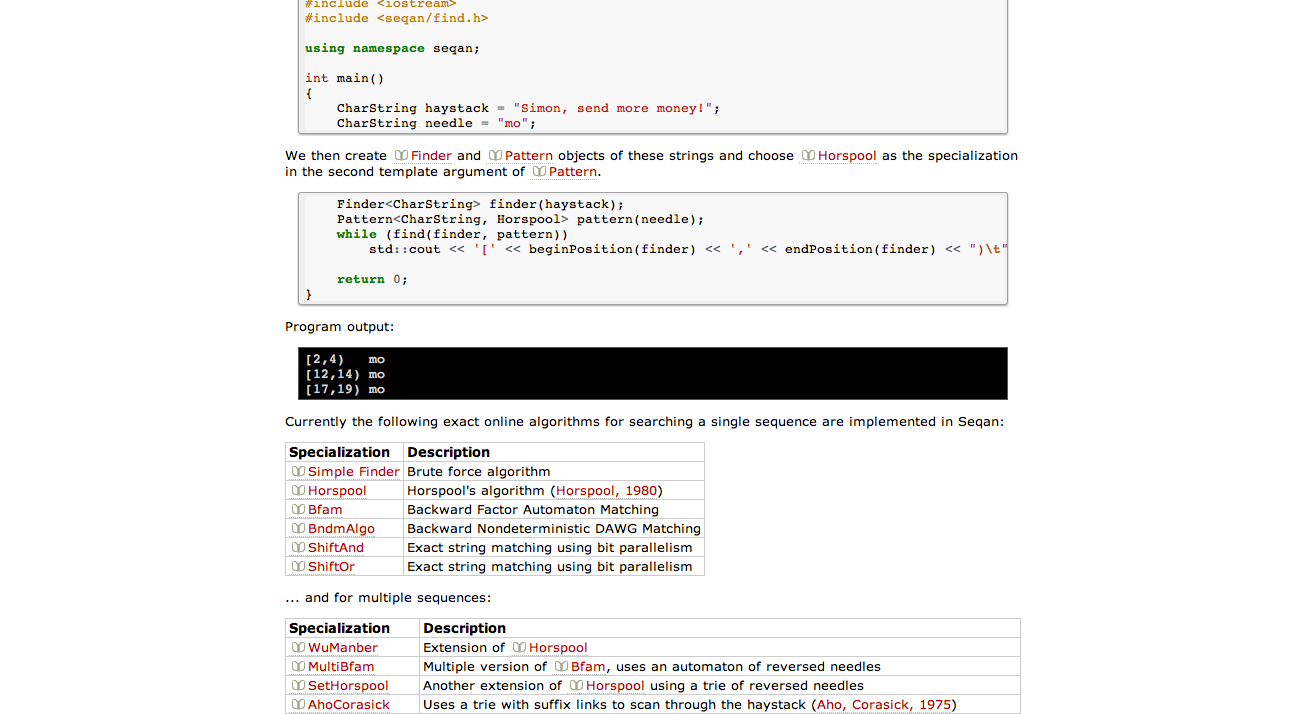 #include <iostream>
#include <seqan/find.h>
using namespace seqan;
int main()
{
CharString haystack = "Simon, send more money!";
CharString needle = "mo";
We then create Finder and Pattern objects of these strings and choose Horspool as the specialization
in the second template argument of Pattern.
Finder<CharString> finder(haystack);
Pattern<CharString, Horspool> pattern(needle);
while (find(finder, pattern))
std::cout << '[' << beginPosition(finder) << ',' << endPosition(finder) << ")\t"
return 0;
}
Program output:
[2,4) mo
[12,14) mo
[17,19) mo
Currently the following exact online algorithms for searching a single sequence are implemented in Seqan:
Specialization Description
Simple Finder Brute force algorithm
Horspool Horspool's algorithm (Horspool, 1980)
Bfam Backward Factor Automaton Matching
BndmAlgo Backward Nondeterministic DAWG Matching
ShiftAnd Exact string matching using bit parallelism
ShiftOr Exact string matching using bit parallelism
... and for multiple sequences:
Specialization Description
WuManber Extension of Horspool
MultiBfam Multiple version of Bfam, uses an automaton of reversed needles
SetHorspool Another extension of Horspool using a trie of reversed needles
AhoCorasick Uses a trie with suffix links to scan through the haystack (Aho, Corasick, 1975)